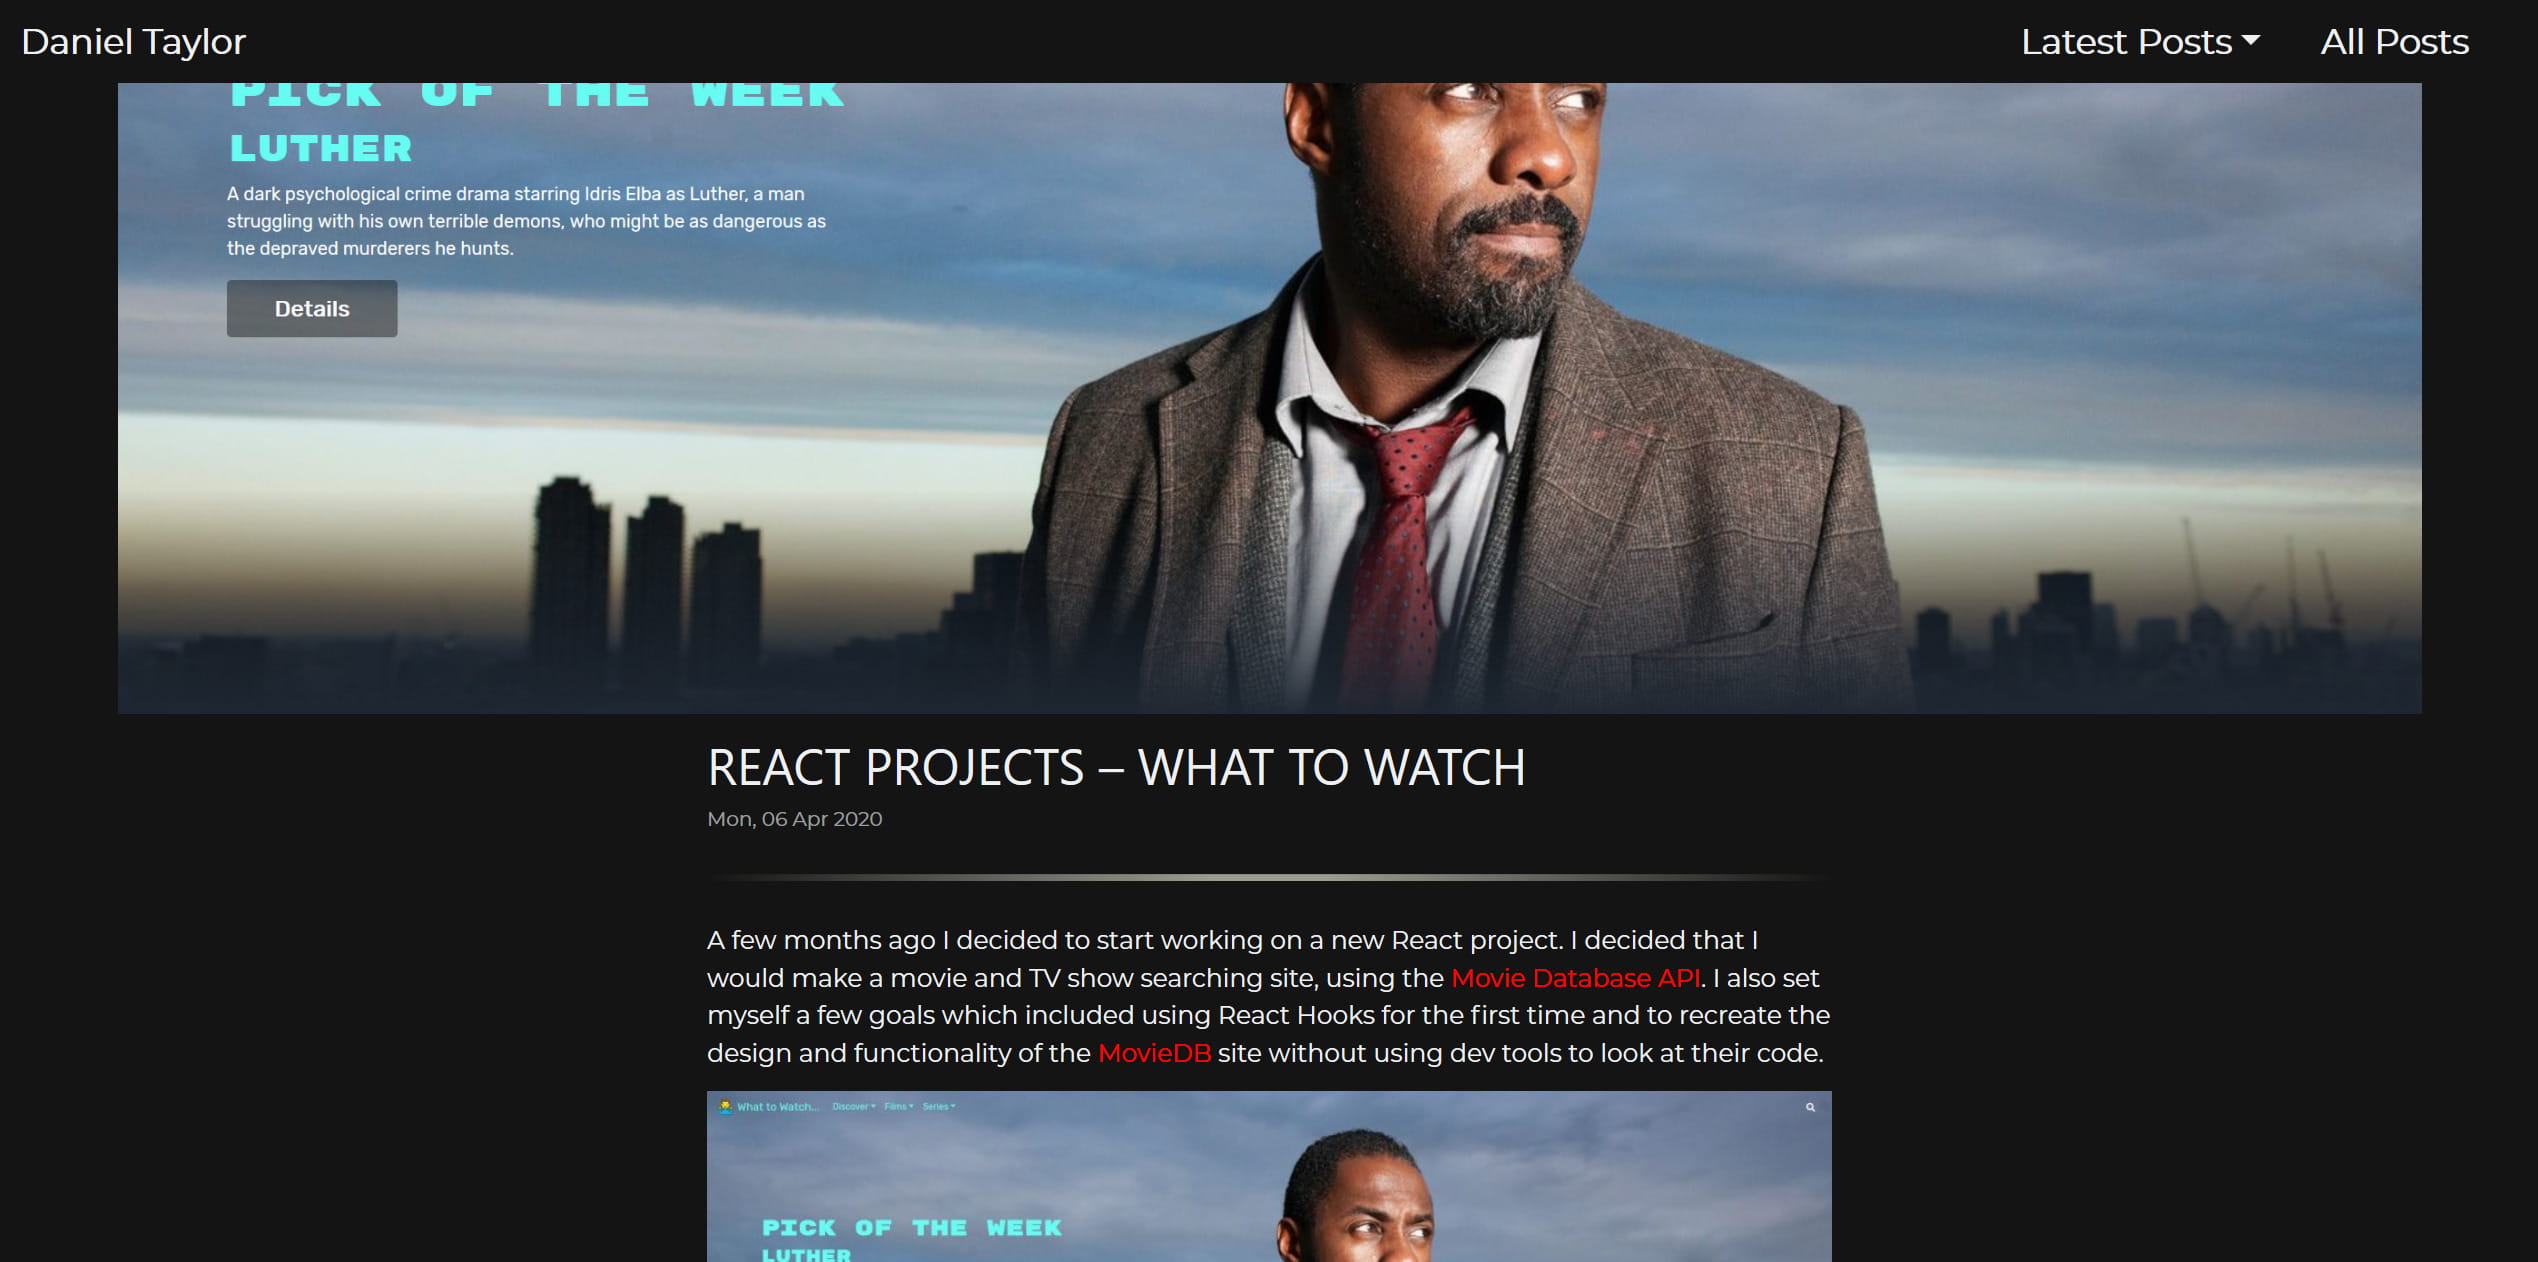 Daniel Taylor
Latest Posts
All Posts
PICK OF THE WEEK
LUTHER
A dark psychological crime drama starring Idris Elba as Luther, a man
struggling with his own terrible demons, who might be as dangerous as
the depraved murderers he hunts.
Details
REACT PROJECTS – WHAT TO WATCH
Mon, 06 Apr 2020
A few months ago I decided to start working on a new React project. I decided that I
would make a movie and TV show searching site, using the Movie Database API. I also set
myself a few goals which included using React Hooks for the first time and to recreate the
design and functionality of the MovieDB site without using dev tools to look at their code.
What to Watch... Discover Films Series
PICK OF THE WEEK
LUTHER